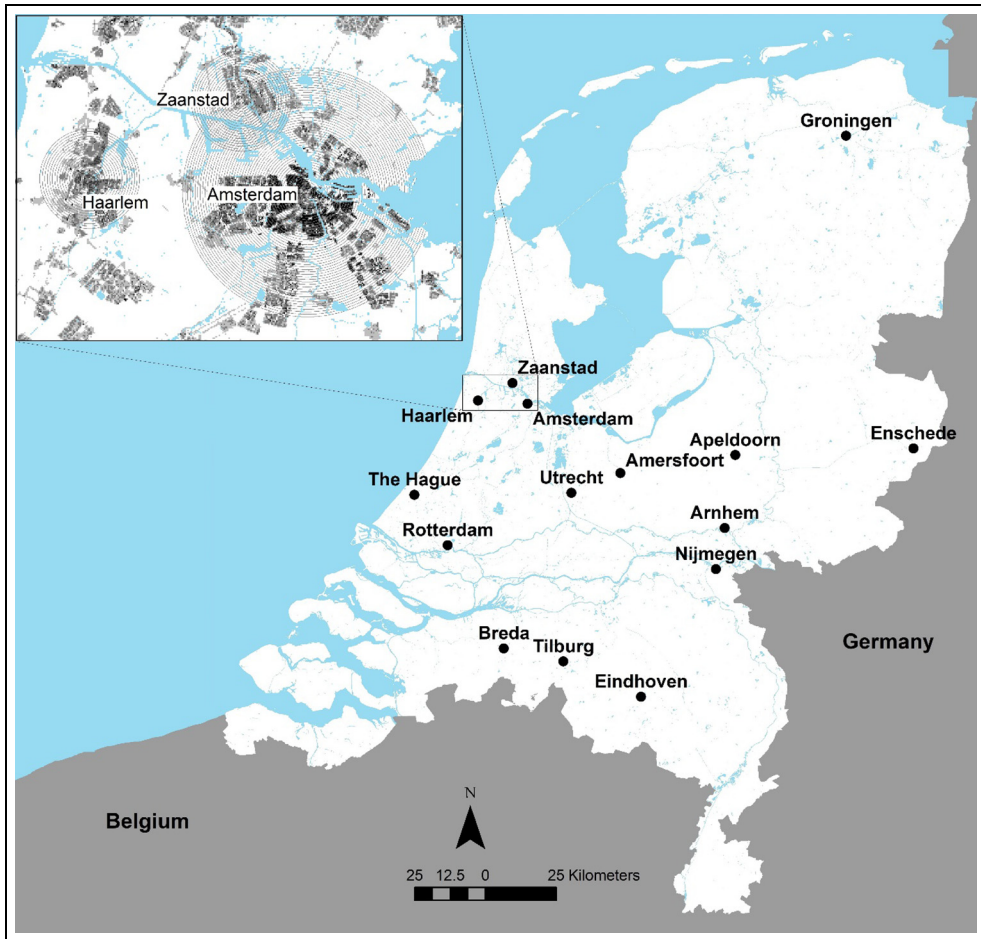 Zaanstad
Haarlem
Amsterdam
Groningen
Zaanstad
Haarlem
Amsterdam
Apeldoorn
Enschede
Amersfoort
The Hague
Utrecht
Arnhem
Rotterdam
Nijmegen
Breda
Tilburg
Germany
Eindhoven
Belgium
N
25 12.5 0 25 Kilometers